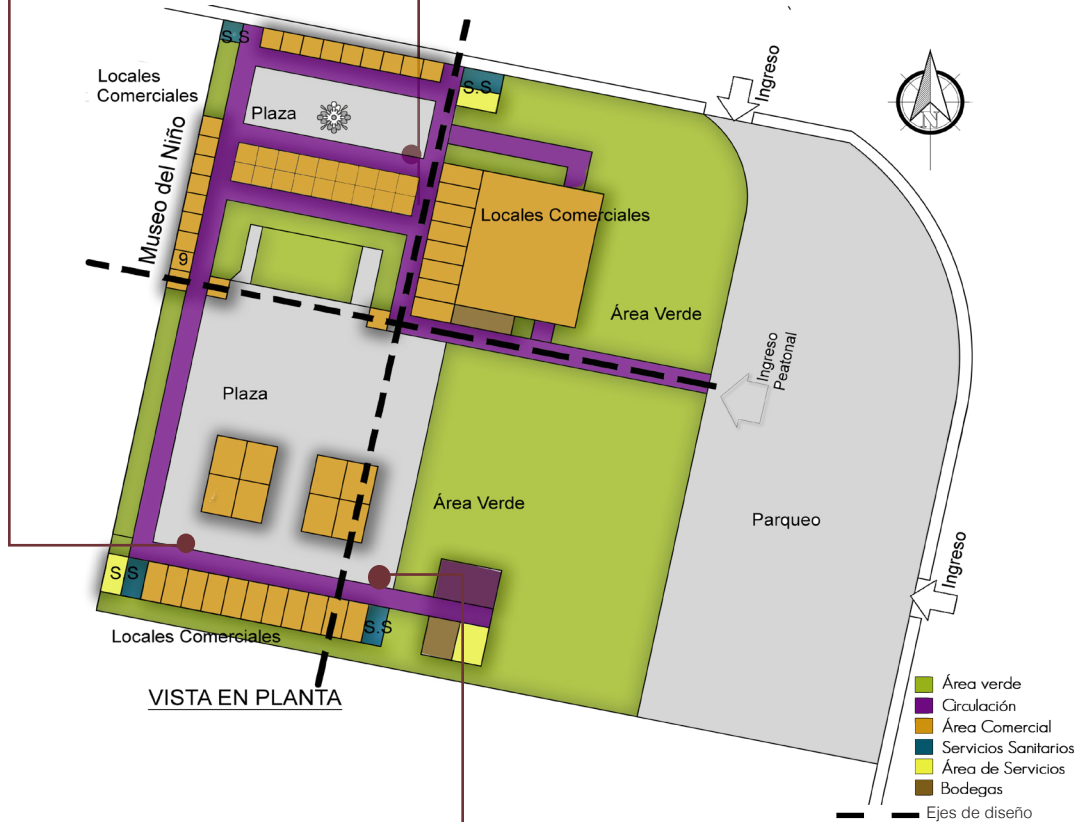 S.S
Ingreso
Locales
Comerciales
S.S
Plaza
N
Museo del Niño
Locales Comerciales
9
Área Verde
Ingreso
Peatonal
Plaza
Área Verde
Parqueo
Ingreso
S
S
S.S
Locales Comerciales
VISTA EN PLANTA
Área verde
Circulación
Área Comercial
Servicios Sanitarios
Área de Servicios
Bodegas
Ejes de diseño